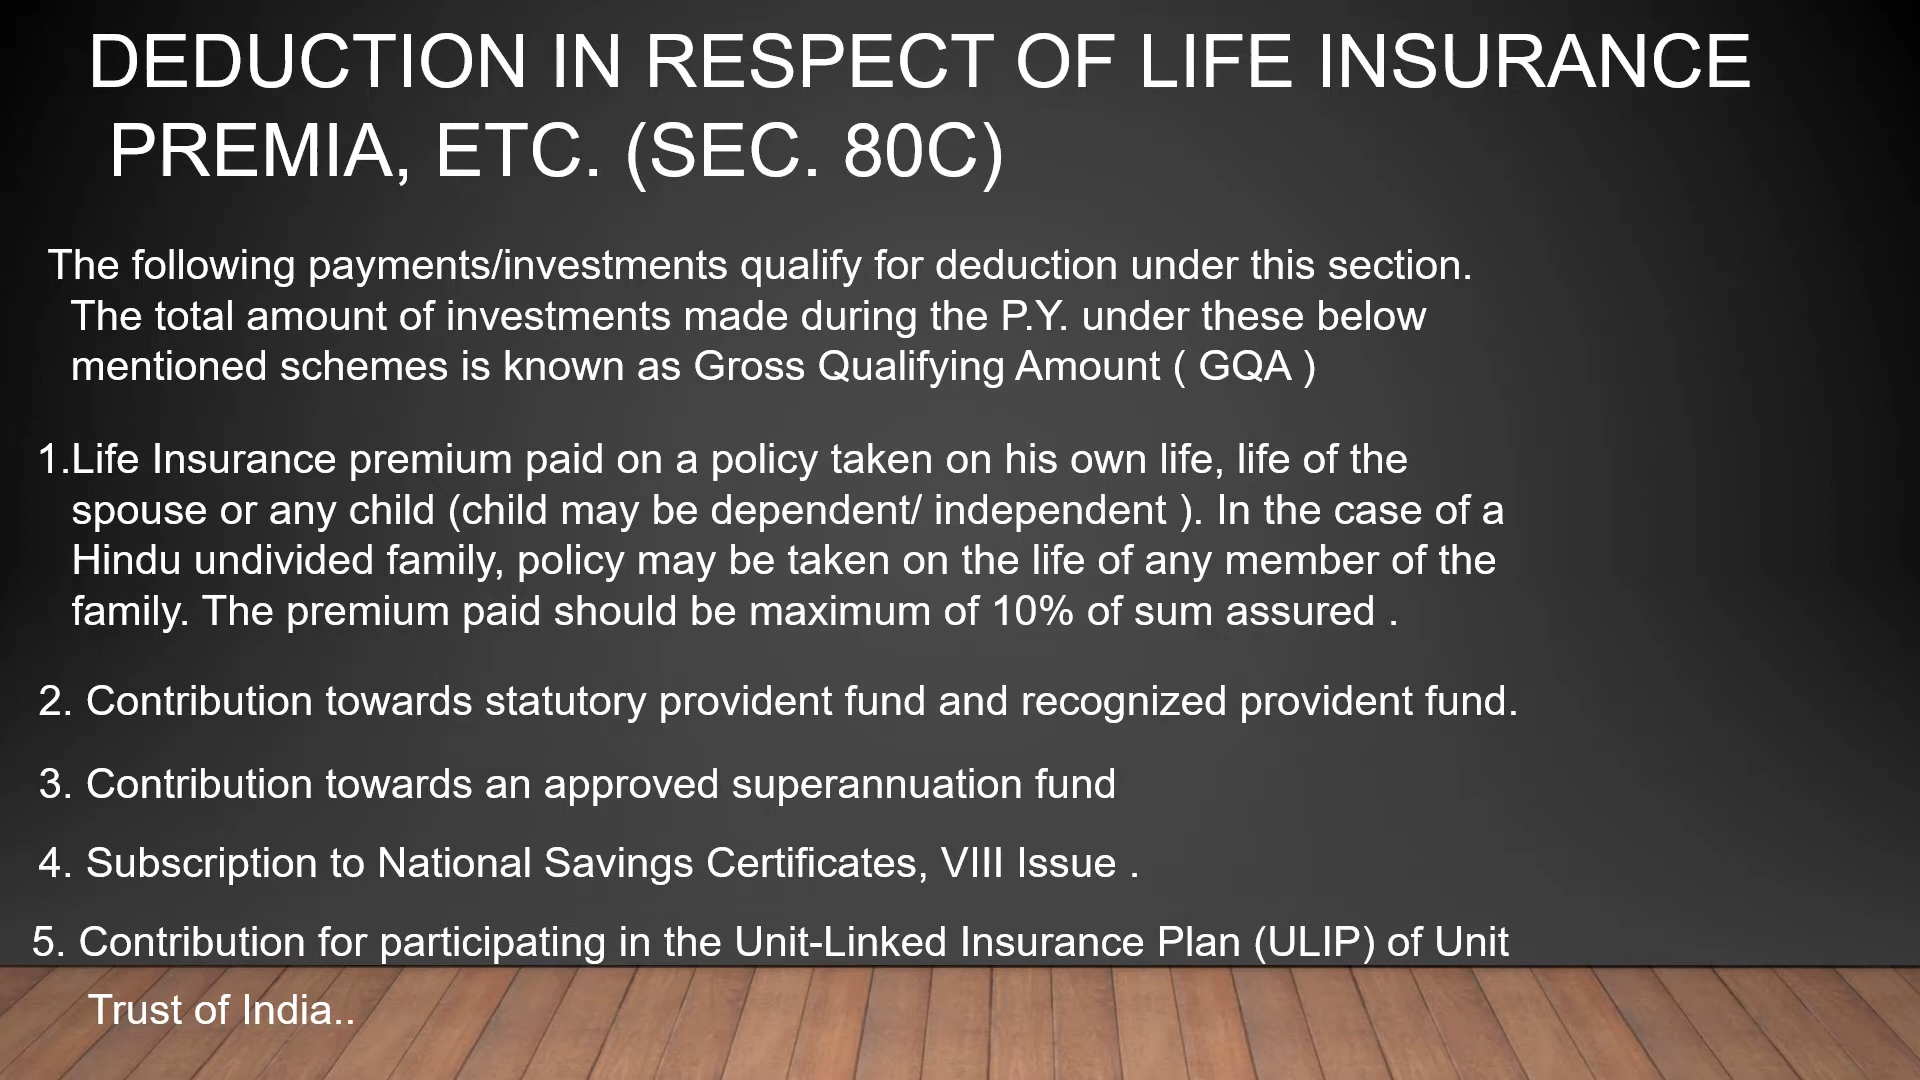 DEDUCTION IN RESPECT OF LIFE INSURANCE
PREMIA, ETC. (SEC. 80C)
The following payments/investments qualify for deduction under this section.
The total amount of investments made during the P.Y. under these below
mentioned schemes is known as Gross Qualifying Amount ( GQA )
1.Life Insurance premium paid on a policy taken on his own life, life of the
spouse or any child (child may be dependent/ independent ). In the case of a
Hindu undivided family, policy may be taken on the life of any member of the
family. The premium paid should be maximum of 10% of sum assured .
2. Contribution towards statutory provident fund and recognized provident fund.
3. Contribution towards an approved superannuation fund
4. Subscription to National Savings Certificates, VIII Issue .
5. Contribution for participating in the Unit-Linked Insurance Plan (ULIP) of Unit
Trust of India..